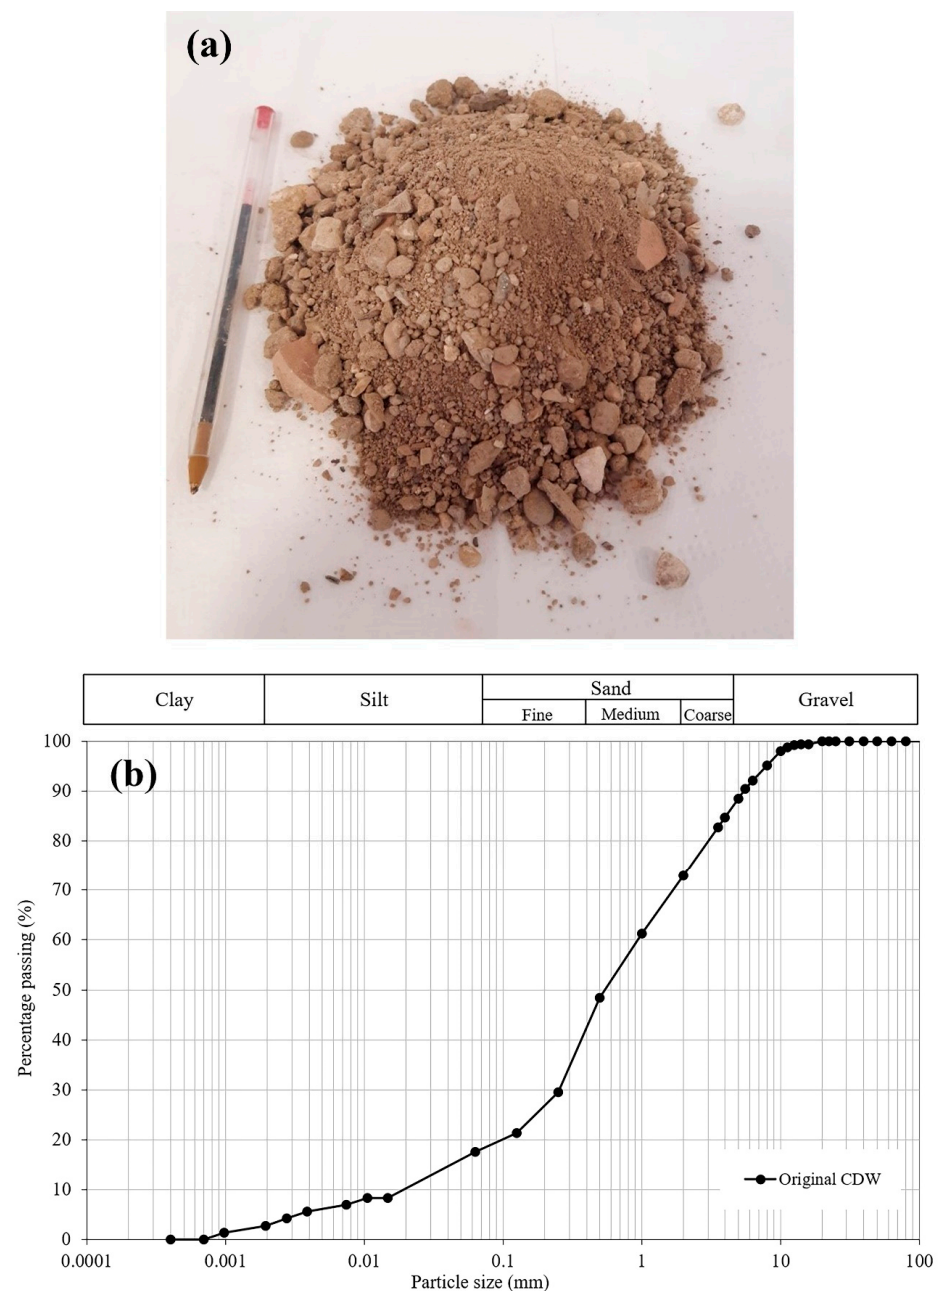 (a)
Clay
Silt
Sand
Gravel
Fine
Medium
Coarse
(b)
100
90
80
70
60
50
40
30
20
10
0
Percentage passing (%)
Original CDW
0.0001
0.001
0.01
0.1
1
10
100
Particle size (mm)